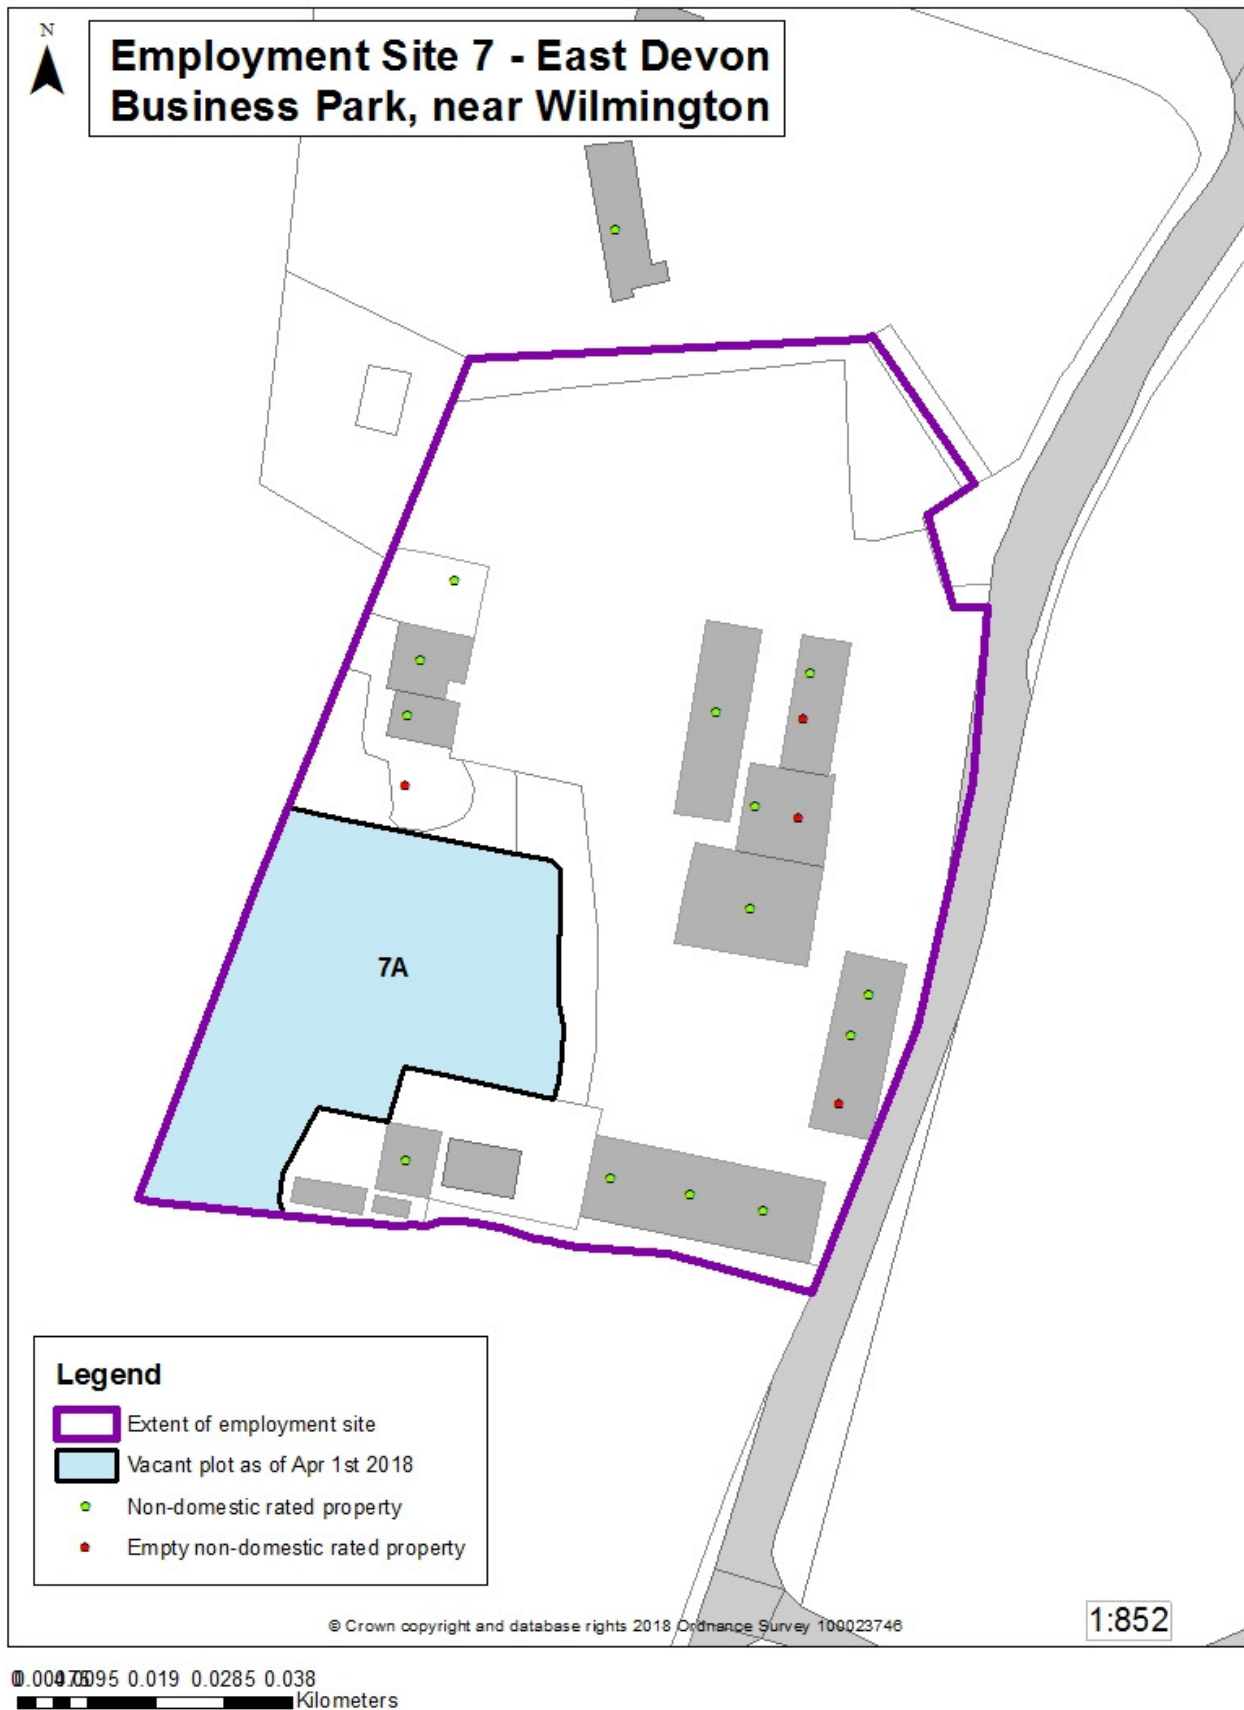 N
Employment Site 7 - East Devon
Business Park, near Wilmington
7A
Legend
Extent of employment site
Vacant plot as of Apr 1st 2018
Non-domestic rated property
Empty non-domestic rated property
© Crown copyright and database rights 2018 Ordnance Survey 100023746
1:852
0.019 0.0285 0.038
Kilometers